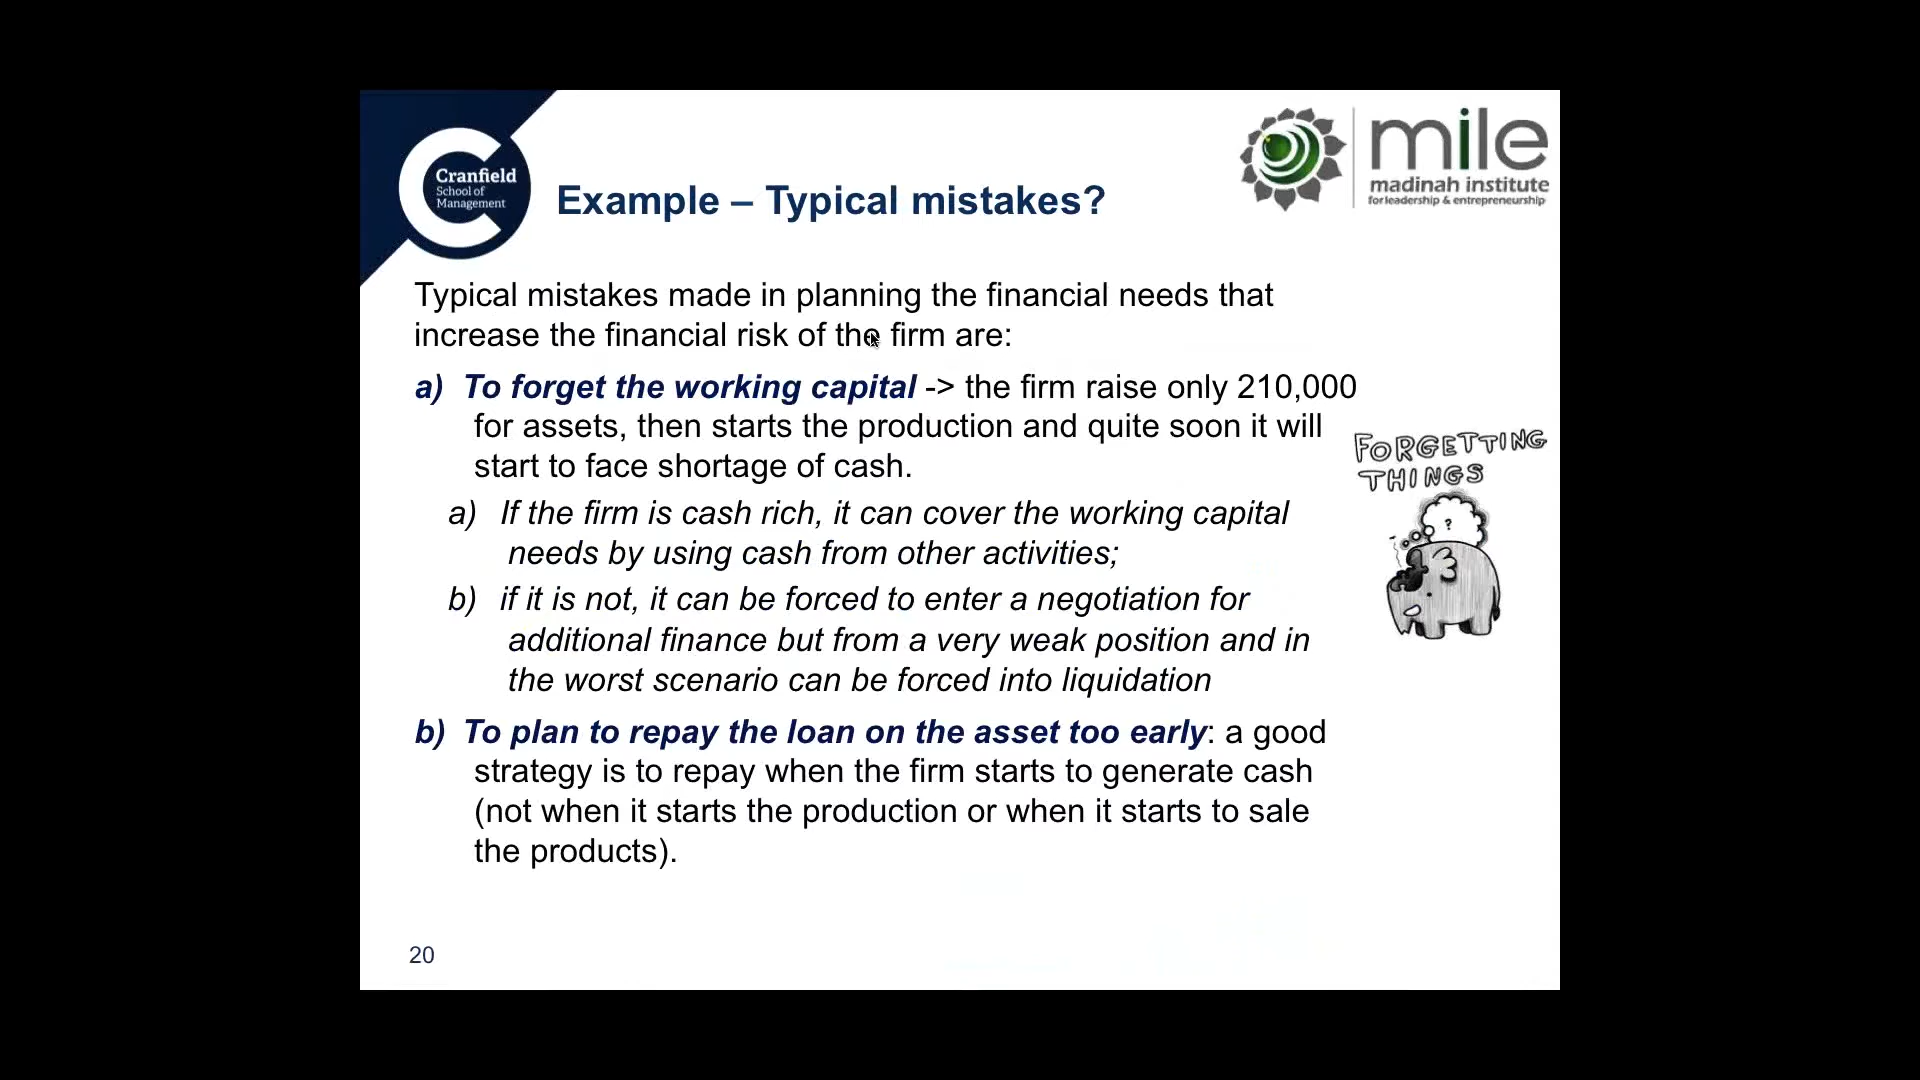 Cranfield
School of
Management
mile
madinah institute
for leadership & entrepreneurship
Example – Typical mistakes?
Typical mistakes made in planning the financial needs that
increase the financial risk of the firm are:
a) To forget the working capital -> the firm raise only 210,000
for assets, then starts the production and quite soon it will
start to face shortage of cash.
a) If the firm is cash rich, it can cover the working capital
needs by using cash from other activities;
b) if it is not, it can be forced to enter a negotiation for
additional finance but from a very weak position and in
the worst scenario can be forced into liquidation
b) To plan to repay the loan on the asset too early: a good
strategy is to repay when the firm starts to generate cash
(not when it starts the production or when it starts to sale
the products).
FORGETTING
THINGS
?
20